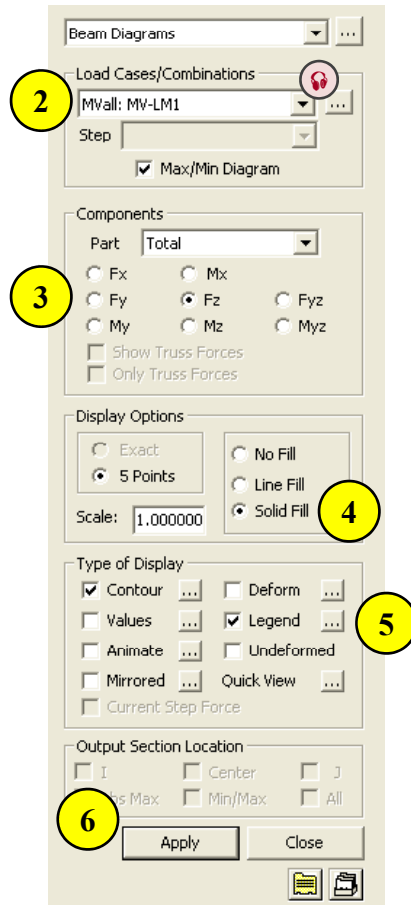 Beam Diagrams ...
Load Cases/Combinations
2 MVall: MV-LM1 ...
Step
Max/Min Diagram
Components
Part Total
Fx Mx
3 Fy Fz Fyz
My Mz Myz
Show Truss Forces
Only Truss Forces
Display Options
Exact
5 Points
No Fill
Line Fill
Solid Fill 4
Scale: 1.000000
Type of Display
Contour ... Deform ...
Values ... Legend ... 5
Animate ... Undeformed
Mirrored ... Quick View ...
Current Step Force
Output Section Location
I Center J
Max Min/Max All
6
Apply Close